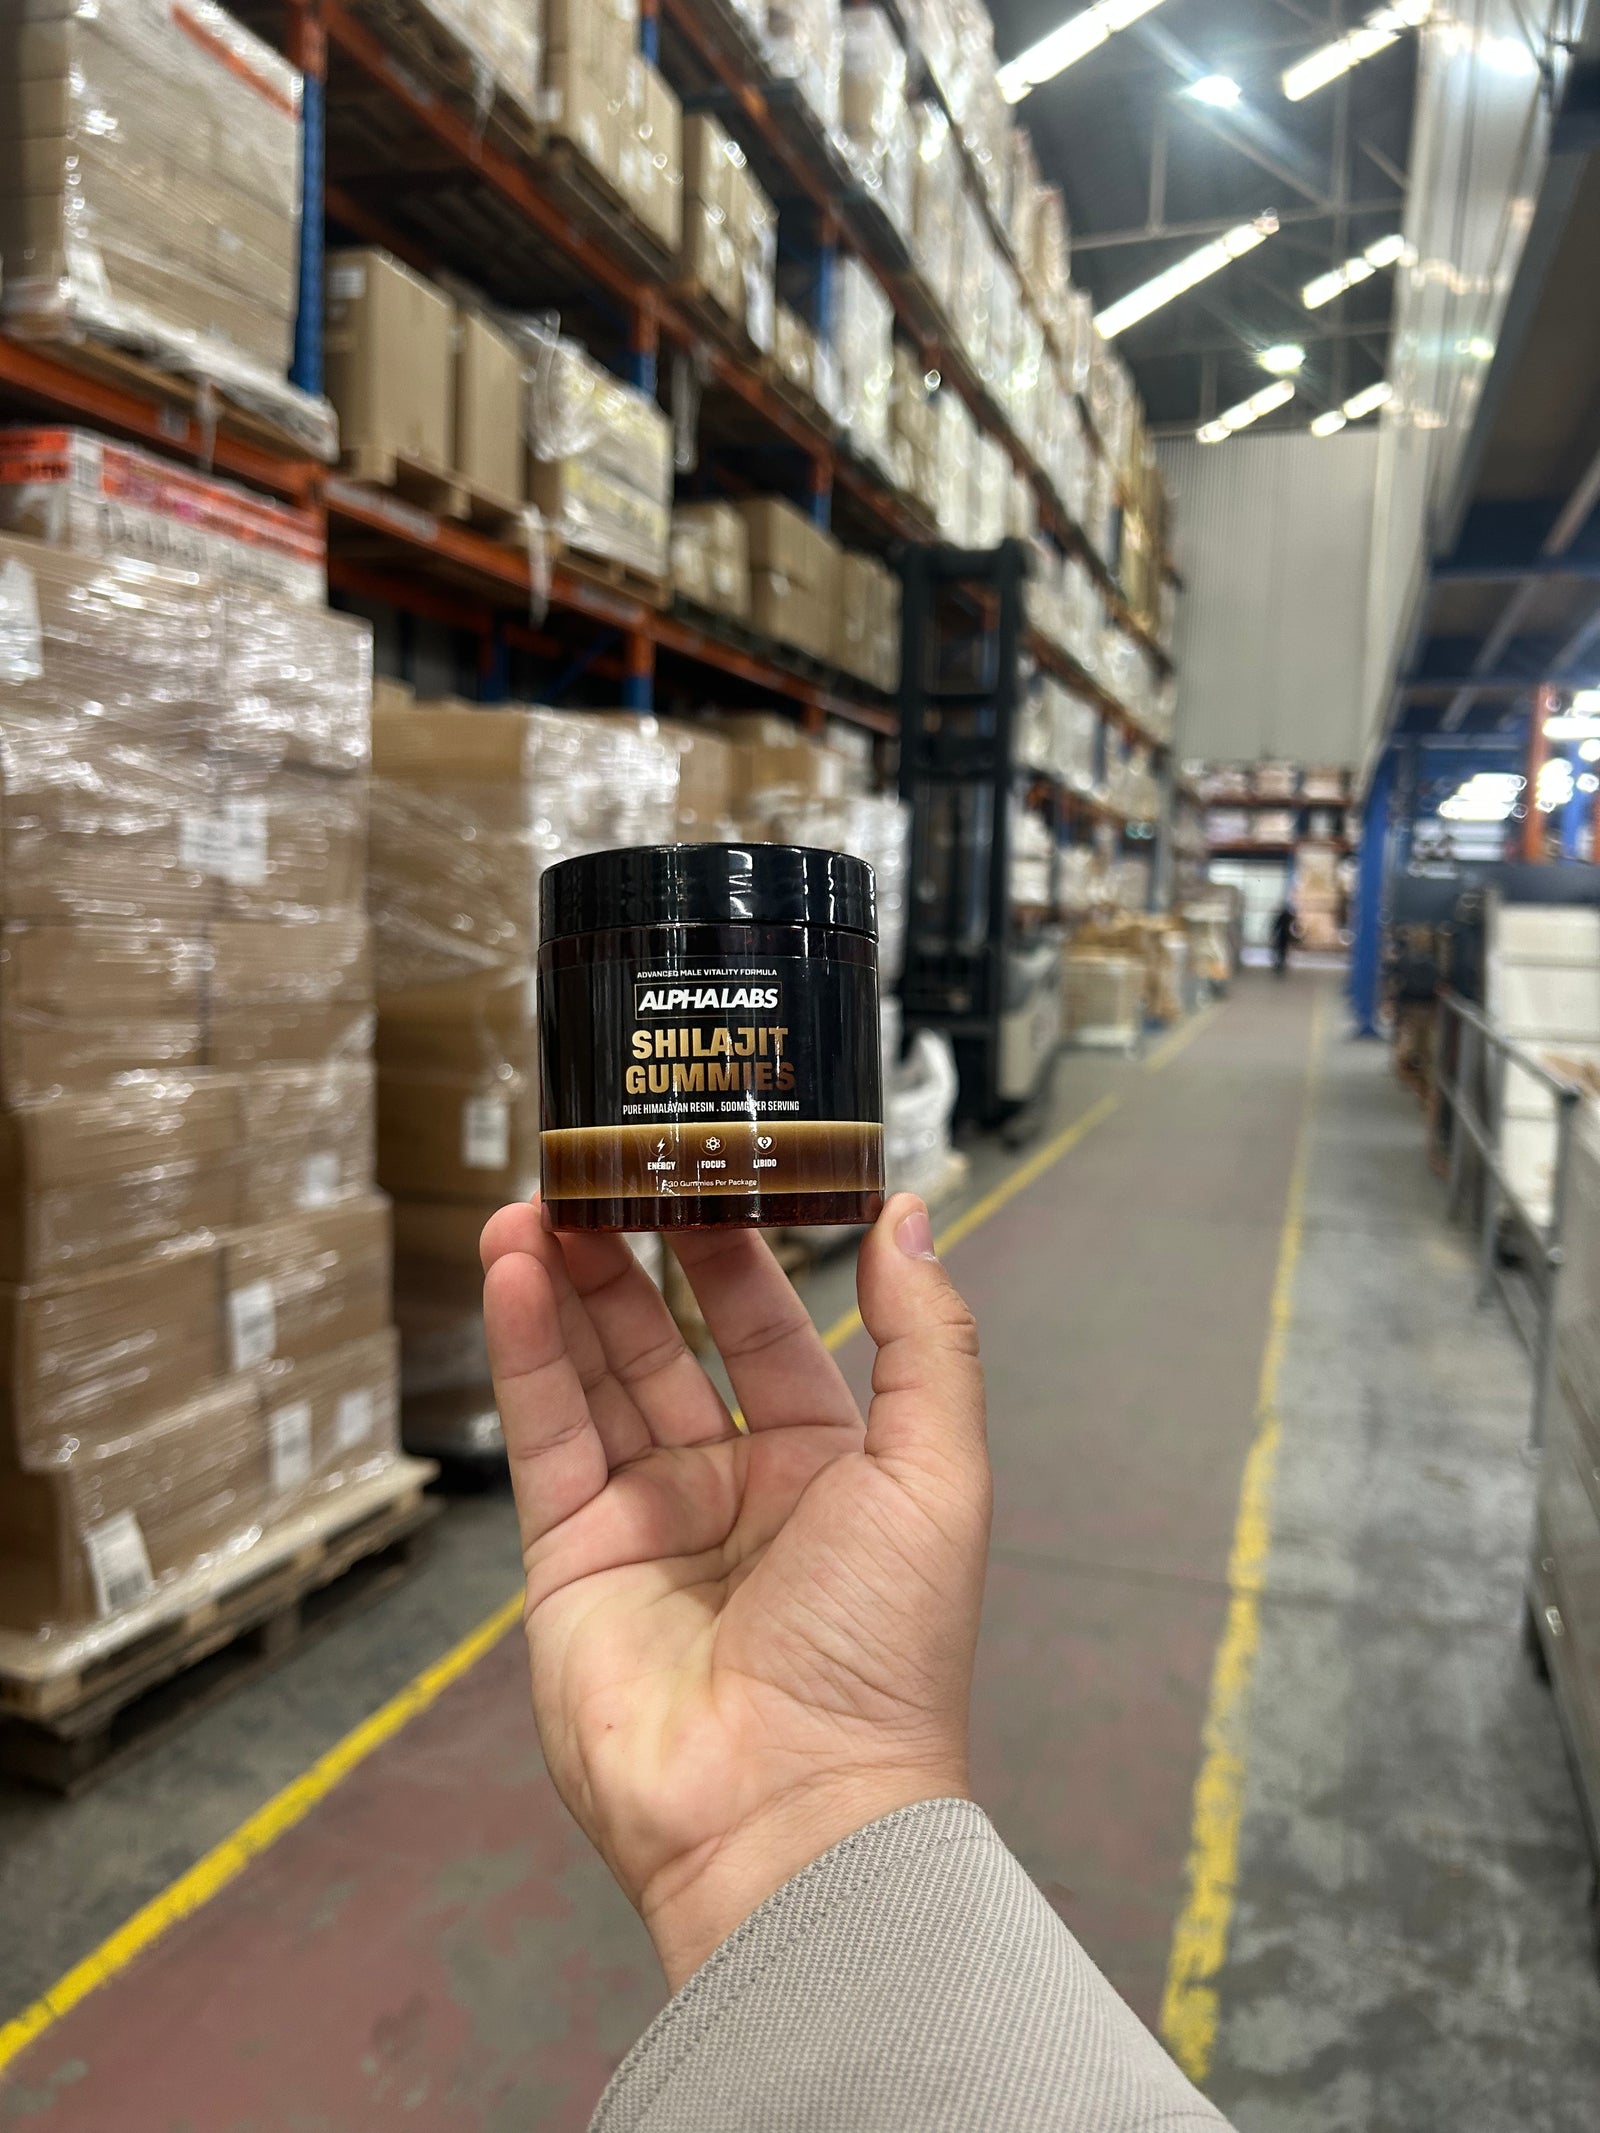 ADVANCED MALE VITALITY FORMULA
ALPHALABS
SHILAJIT
GUMMIES
PURE HIMALAYAN RESIN . 500MG PER SERVING
ENERGY FOCUS LIBIDO
30 Gummies Per Package